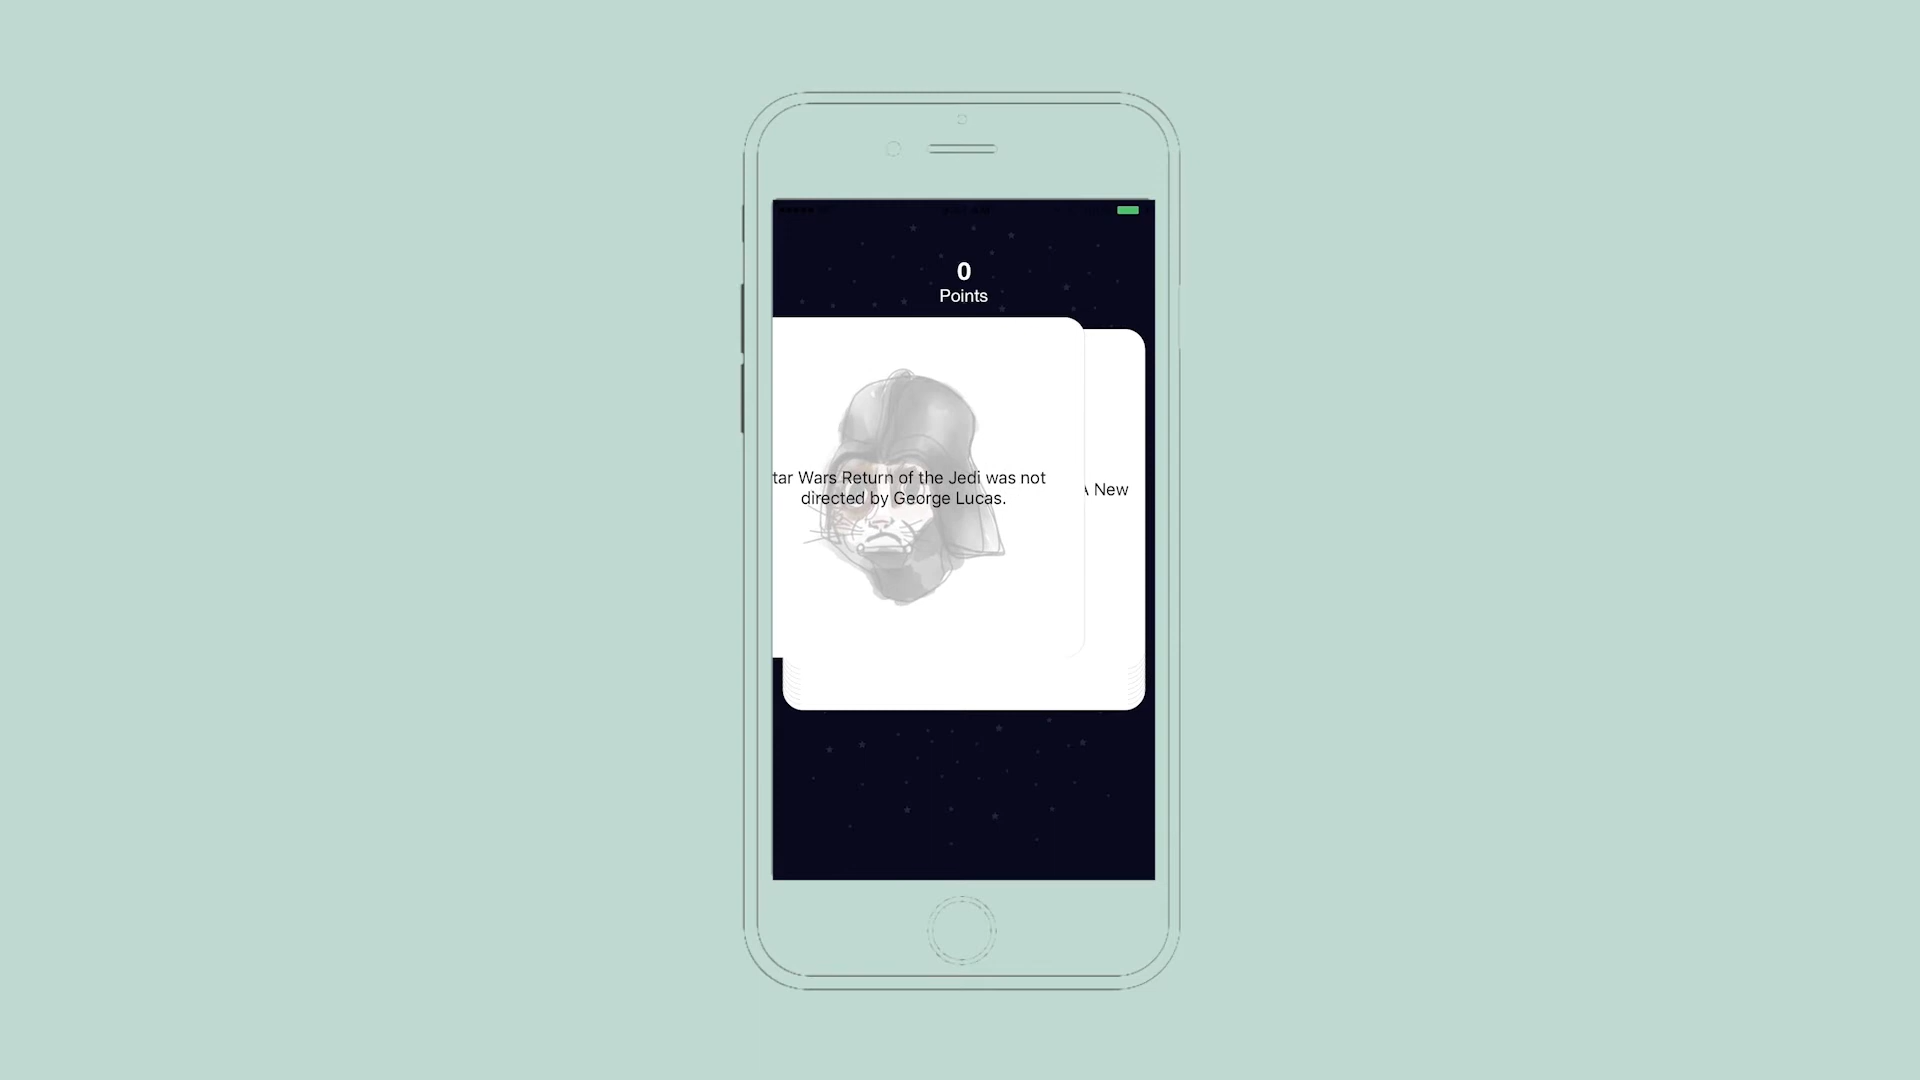 0
Points
tar Wars Return of the Jedi was not
directed by George Lucas.
A New